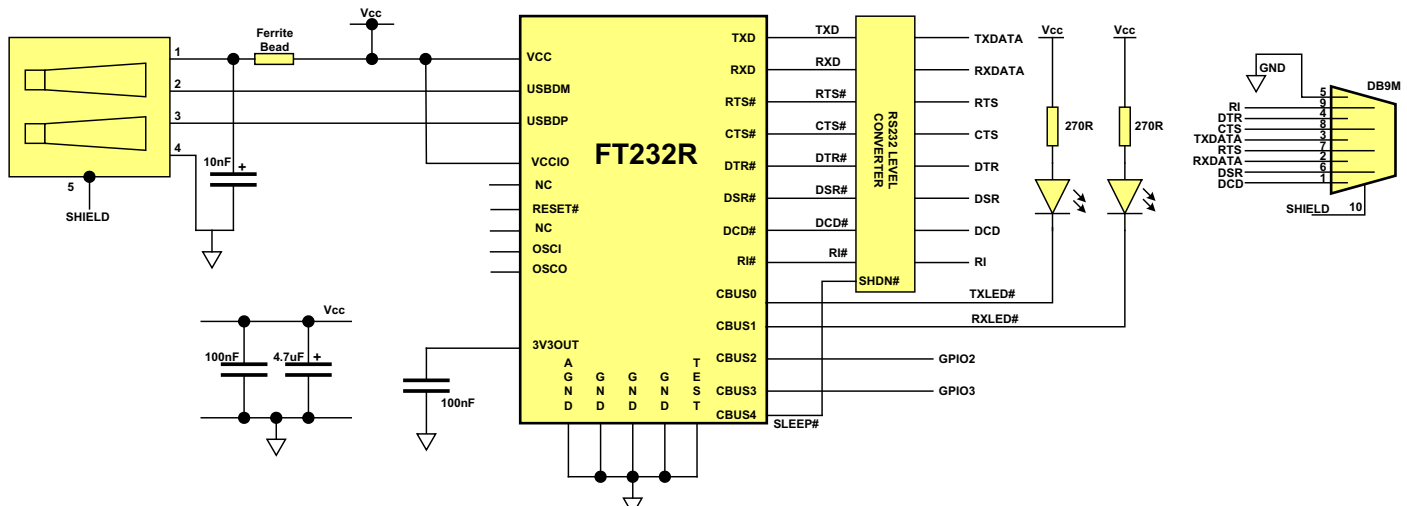 Vcc
Ferrite
Bead
1
2
3
4
5
SHIELD
10nF
+
Vcc
100nF
4.7uF
+
100nF
FT232R
VCC
USBDM
USBDP
VCCIO
NC
RESET#
NC
OSCI
OSCO
3V3OUT
AGND
GND
GND
GND
TEST
TXD
RXD
RTS#
CTS#
DTR#
DSR#
DCD#
RI#
CBUS0
CBUS1
CBUS2
CBUS3
CBUS4
TXD
RXD
RTS#
CTS#
DTR#
DSR#
DCD#
RI#
SLEEP#
RS232 LEVEL
CONVERTER
SHDN#
TXDATA
RXDATA
RTS
CTS
DTR
DSR
DCD
RI
TXLED#
RXLED#
GPIO2
GPIO3
Vcc
Vcc
270R
270R
GND
DB9M
5
RI 9
DTR 4
CTS 8
TXDATA 3
RTS 7
RXDATA 2
DSR 6
DCD 1
SHIELD 10